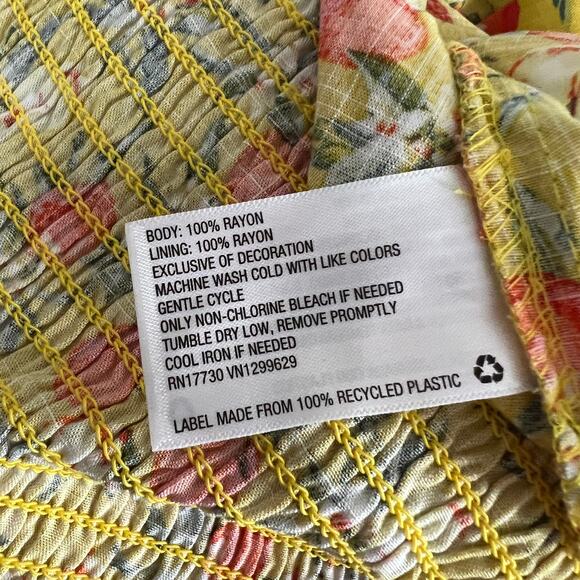 BODY: 100% RAYON
LINING: 100% RAYON
EXCLUSIVE OF DECORATION
MACHINE WASH COLD WITH LIKE COLORS
GENTLE CYCLE
ONLY NON-CHLORINE BLEACH IF NEEDED
TUMBLE DRY LOW, REMOVE PROMPTLY
COOL IRON IF NEEDED
RN17730 VN1299629
LABEL MADE FROM 100% RECYCLED PLASTIC